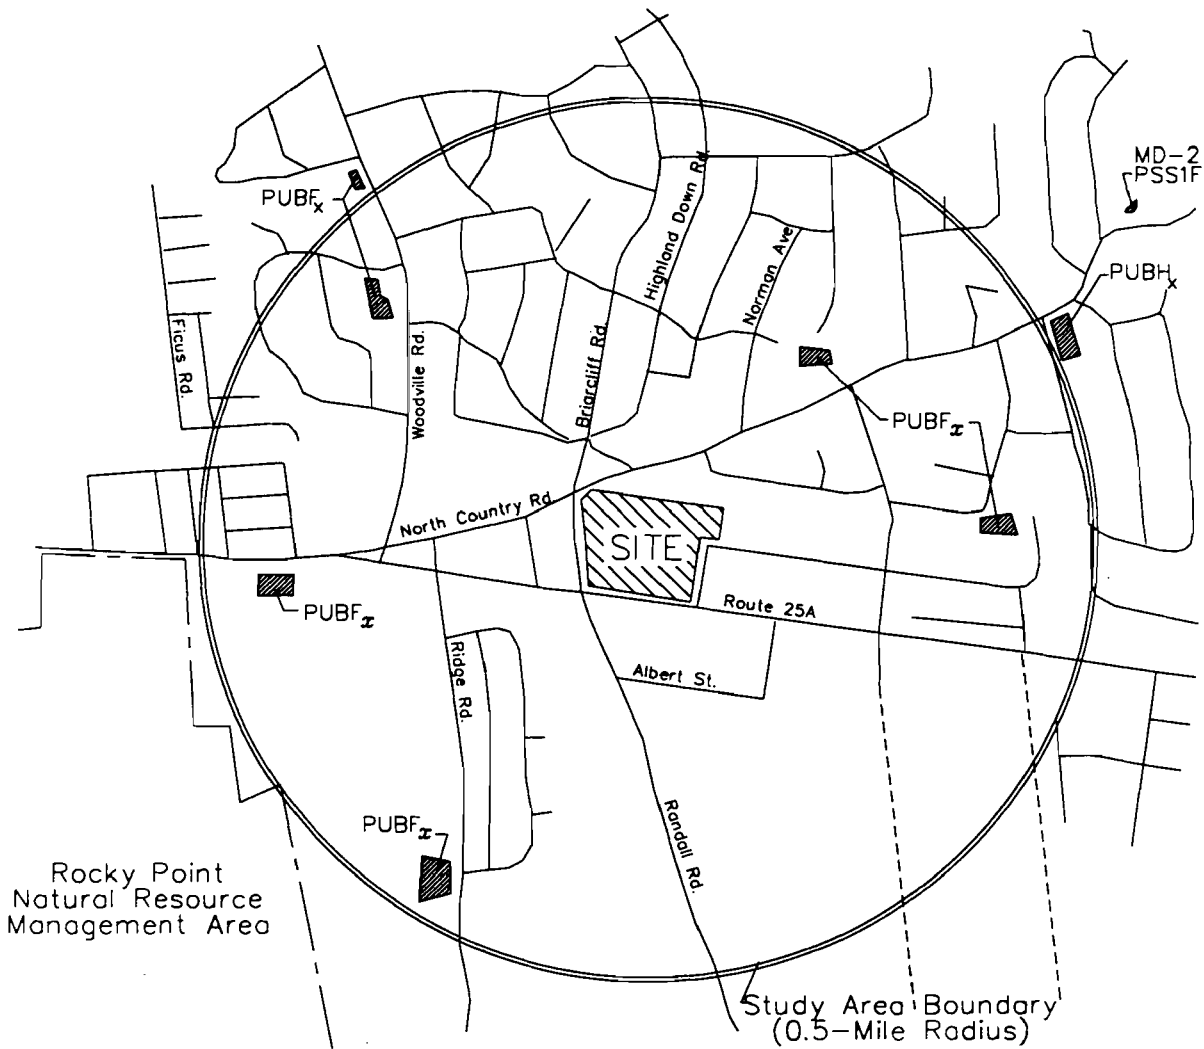 MD-2
PSS1F
PUBFx
PUBHx
Highland Down Rd.
Norman Ave
Ficus Rd.
Woodville Rd.
Briarcliff Rd
PUBFx
North Country Rd.
SITE
PUBFx
Route 25A
Ridge Rd.
Albert St.
Randall Rd.
PUBFx
Rocky Point
Natural Resource
Management Area
Study Area Boundary
(0.5-Mile Radius)